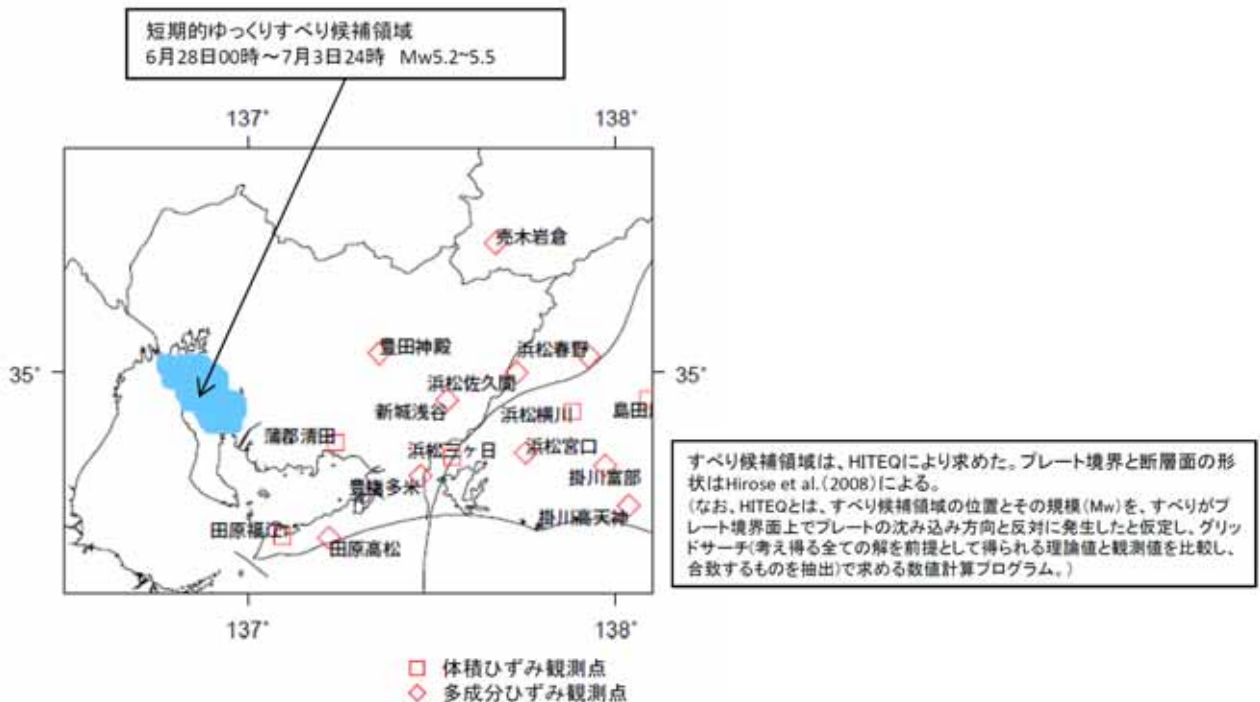 短期的ゆっくりすべり候補領域
6月28日00時～7月3日24時 Mw5.2~5.5
137°
138°
売木岩倉
豊田神殿
浜松春野
35°
35°
浜松佐久間
新城浅谷
浜松横川
島田
蒲郡清田
浜松三ヶ日
浜松宮口
掛川富部
豊橋多米
掛川高天神
田原福江
田原高松
137°
138°
体積ひずみ観測点
多成分ひずみ観測点
すべり候補領域は、HITEQにより求めた。プレート境界と断層面の形
状はHirose et al.（2008）による。
（なお、HITEQとは、すべり候補領域の位置とその規模（Mw）を、すべりがプ
レート境界面上でプレートの沈み込み方向と反対に発生したと仮定し、グリッ
ドサーチ（考え得る全ての解を前提として得られる理論値と観測値を比較し、
合致するものを抽出）で求める数値計算プログラム。）